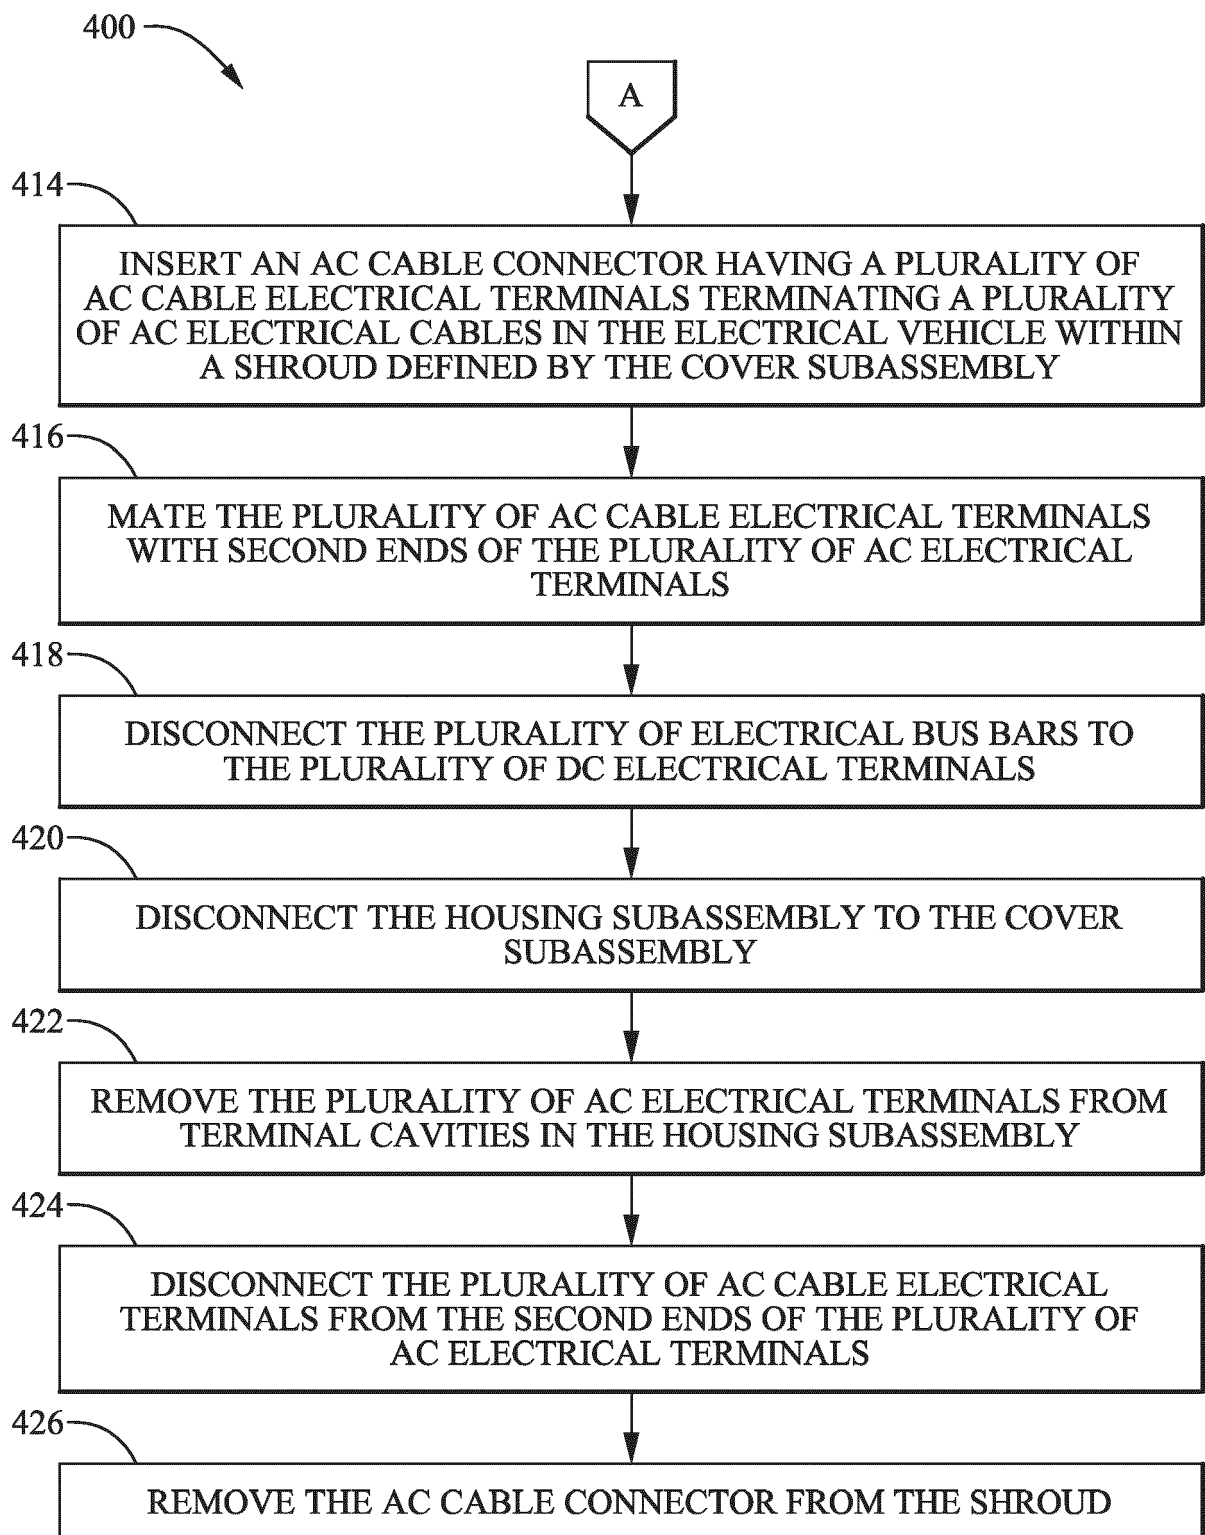 400
A
414
INSERT AN AC CABLE CONNECTOR HAVING A PLURALITY OF
AC CABLE ELECTRICAL TERMINALS TERMINATING A PLURALITY
OF AC ELECTRICAL CABLES IN THE ELECTRICAL VEHICLE WITHIN
A SHROUD DEFINED BY THE COVER SUBASSEMBLY
416
MATE THE PLURALITY OF AC CABLE ELECTRICAL TERMINALS
WITH SECOND ENDS OF THE PLURALITY OF AC ELECTRICAL
TERMINALS
418
DISCONNECT THE PLURALITY OF ELECTRICAL BUS BARS TO
THE PLURALITY OF DC ELECTRICAL TERMINALS
420
DISCONNECT THE HOUSING SUBASSEMBLY TO THE COVER
SUBASSEMBLY
422
REMOVE THE PLURALITY OF AC ELECTRICAL TERMINALS FROM
TERMINAL CAVITIES IN THE HOUSING SUBASSEMBLY
424
DISCONNECT THE PLURALITY OF AC CABLE ELECTRICAL
TERMINALS FROM THE SECOND ENDS OF THE PLURALITY OF
AC ELECTRICAL TERMINALS
426
REMOVE THE AC CABLE CONNECTOR FROM THE SHROUD